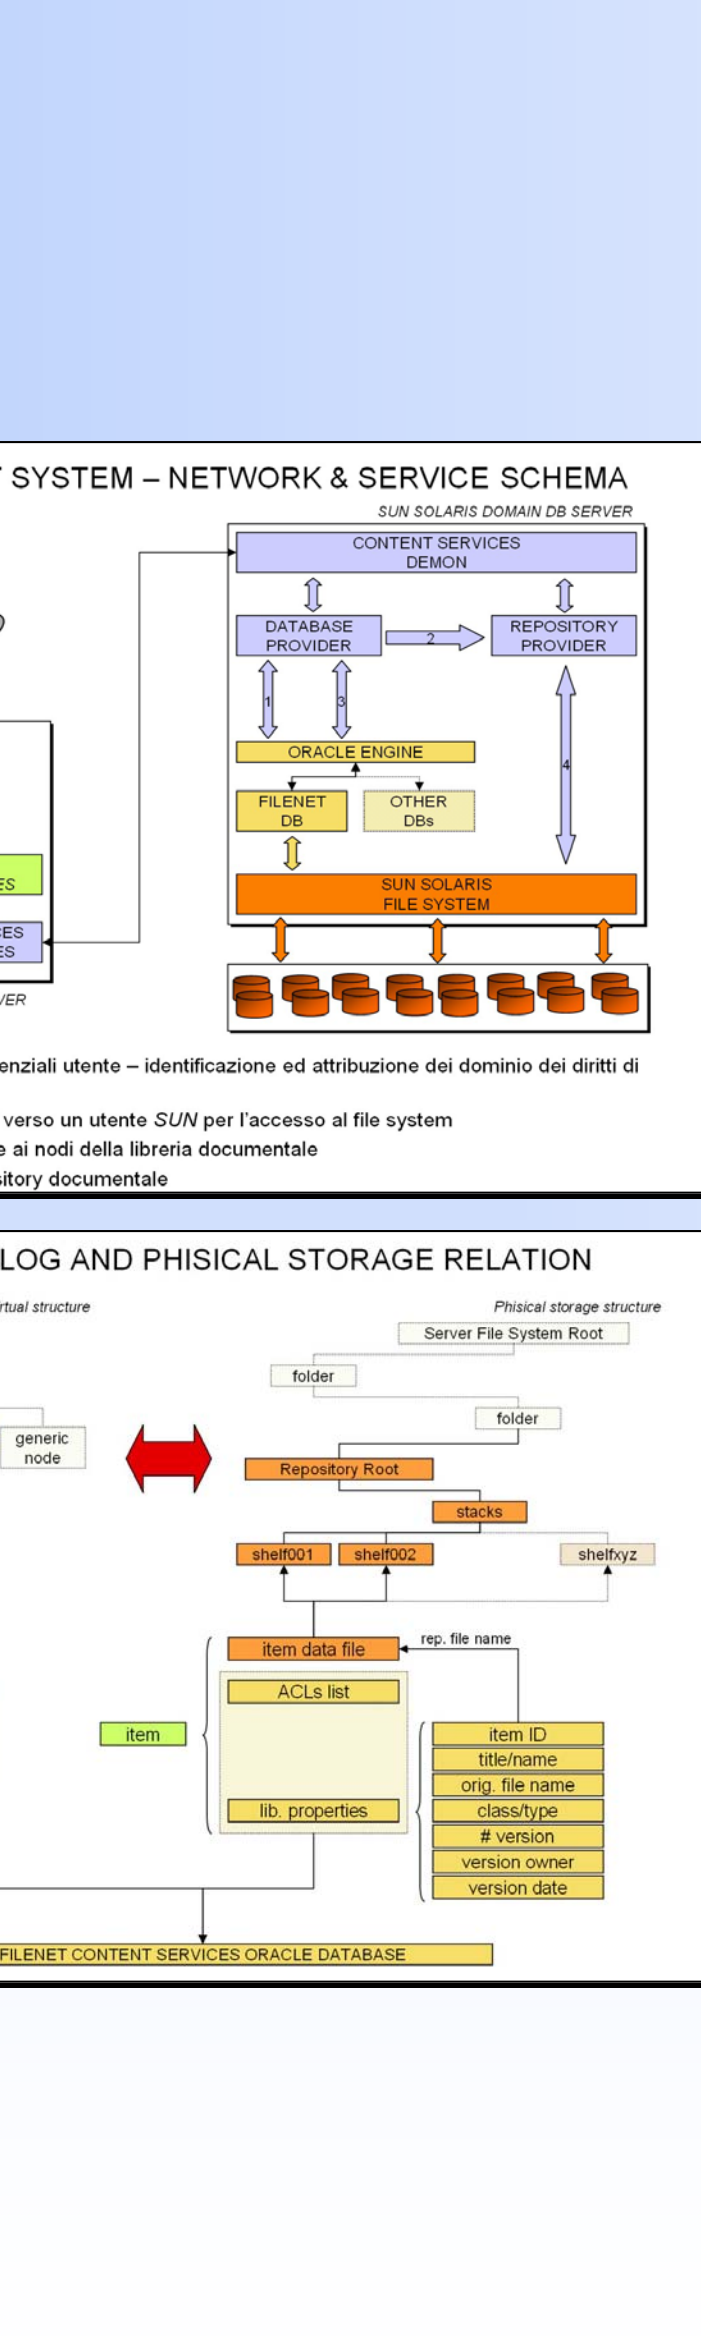 SYSTEM – NETWORK & SERVICE SCHEMA
SUN SOLARIS DOMAIN DB SERVER
CONTENT SERVICES
DEMON
DATABASE
PROVIDER
2
REPOSITORY
PROVIDER
1
3
4
ORACLE ENGINE
FILENET
DB
OTHER
DBs
ES
SUN SOLARIS
FILE SYSTEM
CES
ES
VER
enziali utente – identificazione ed attribuzione dei dominio dei diritti di
verso un utente SUN per l'accesso al file system
e ai nodi della libreria documentale
sitory documentale
LOG AND PHISICAL STORAGE RELATION
rtual structure
Phisical storage structure
Server File System Root
folder
folder
generic
node
Repository Root
stacks
shelf001
shelf002
shelfxyz
item data file
rep. file name
ACLs list
item
item ID
title/name
orig. file name
class/type
lib. properties
# version
version owner
version date
FILENET CONTENT SERVICES ORACLE DATABASE